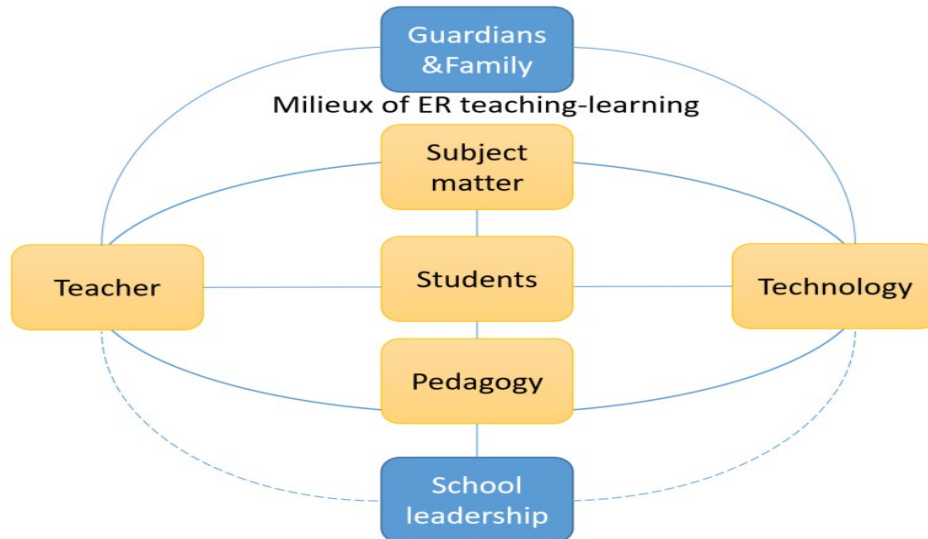 Guardians
&Family
Milieux of ER teaching-learning
Subject
matter
Teacher
Students
Technology
Pedagogy
School
leadership